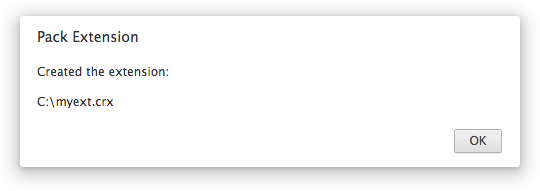 Pack Extension
Created the extension:
C:\myext.crx
OK